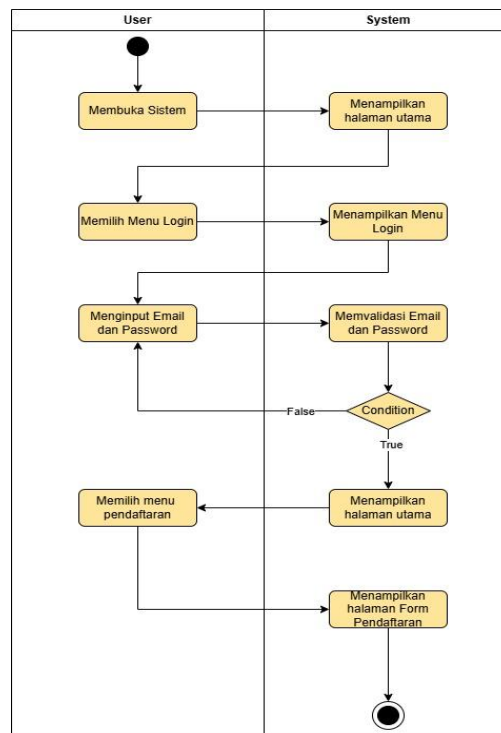 User
System
Membuka Sistem
Menampilkan
halaman utama
Memilih Menu Login
Menampilkan Menu
Login
Menginput Email
dan Password
Memvalidasi Email
dan Password
False
Condition
True
Memilih menu
pendaftaran
Menampilkan
halaman utama
Menampilkan
halaman Form
Pendaftaran